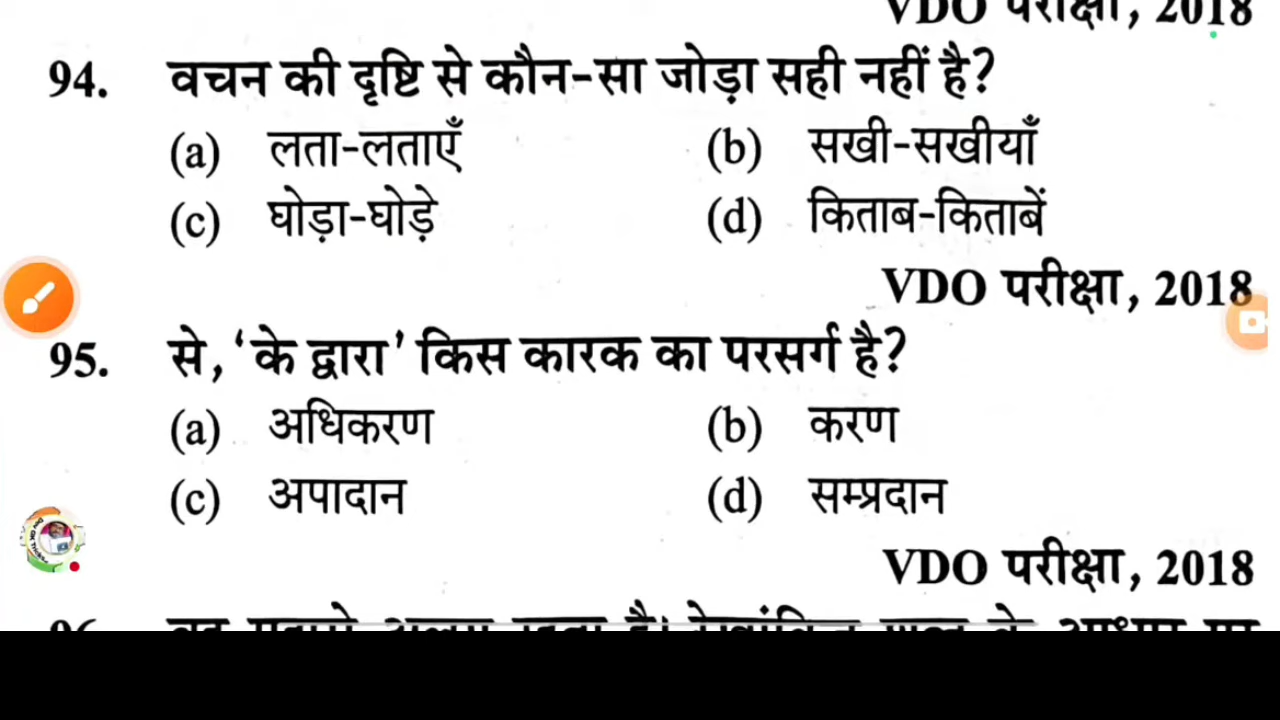 VDO परीक्षा, 2018
94. वचन की दृष्टि से कौन-सा जोड़ा सही नहीं है?
(a) लता-लताएँ (b) सखी-सखीयाँ
(c) घोड़ा-घोड़े (d) किताब-किताबें
VDO परीक्षा, 2018
95. से, ‘के द्वारा’ किस कारक का परसर्ग है?
(a) अधिकरण (b) करण
(c) अपादान (d) सम्प्रदान
VDO परीक्षा, 2018